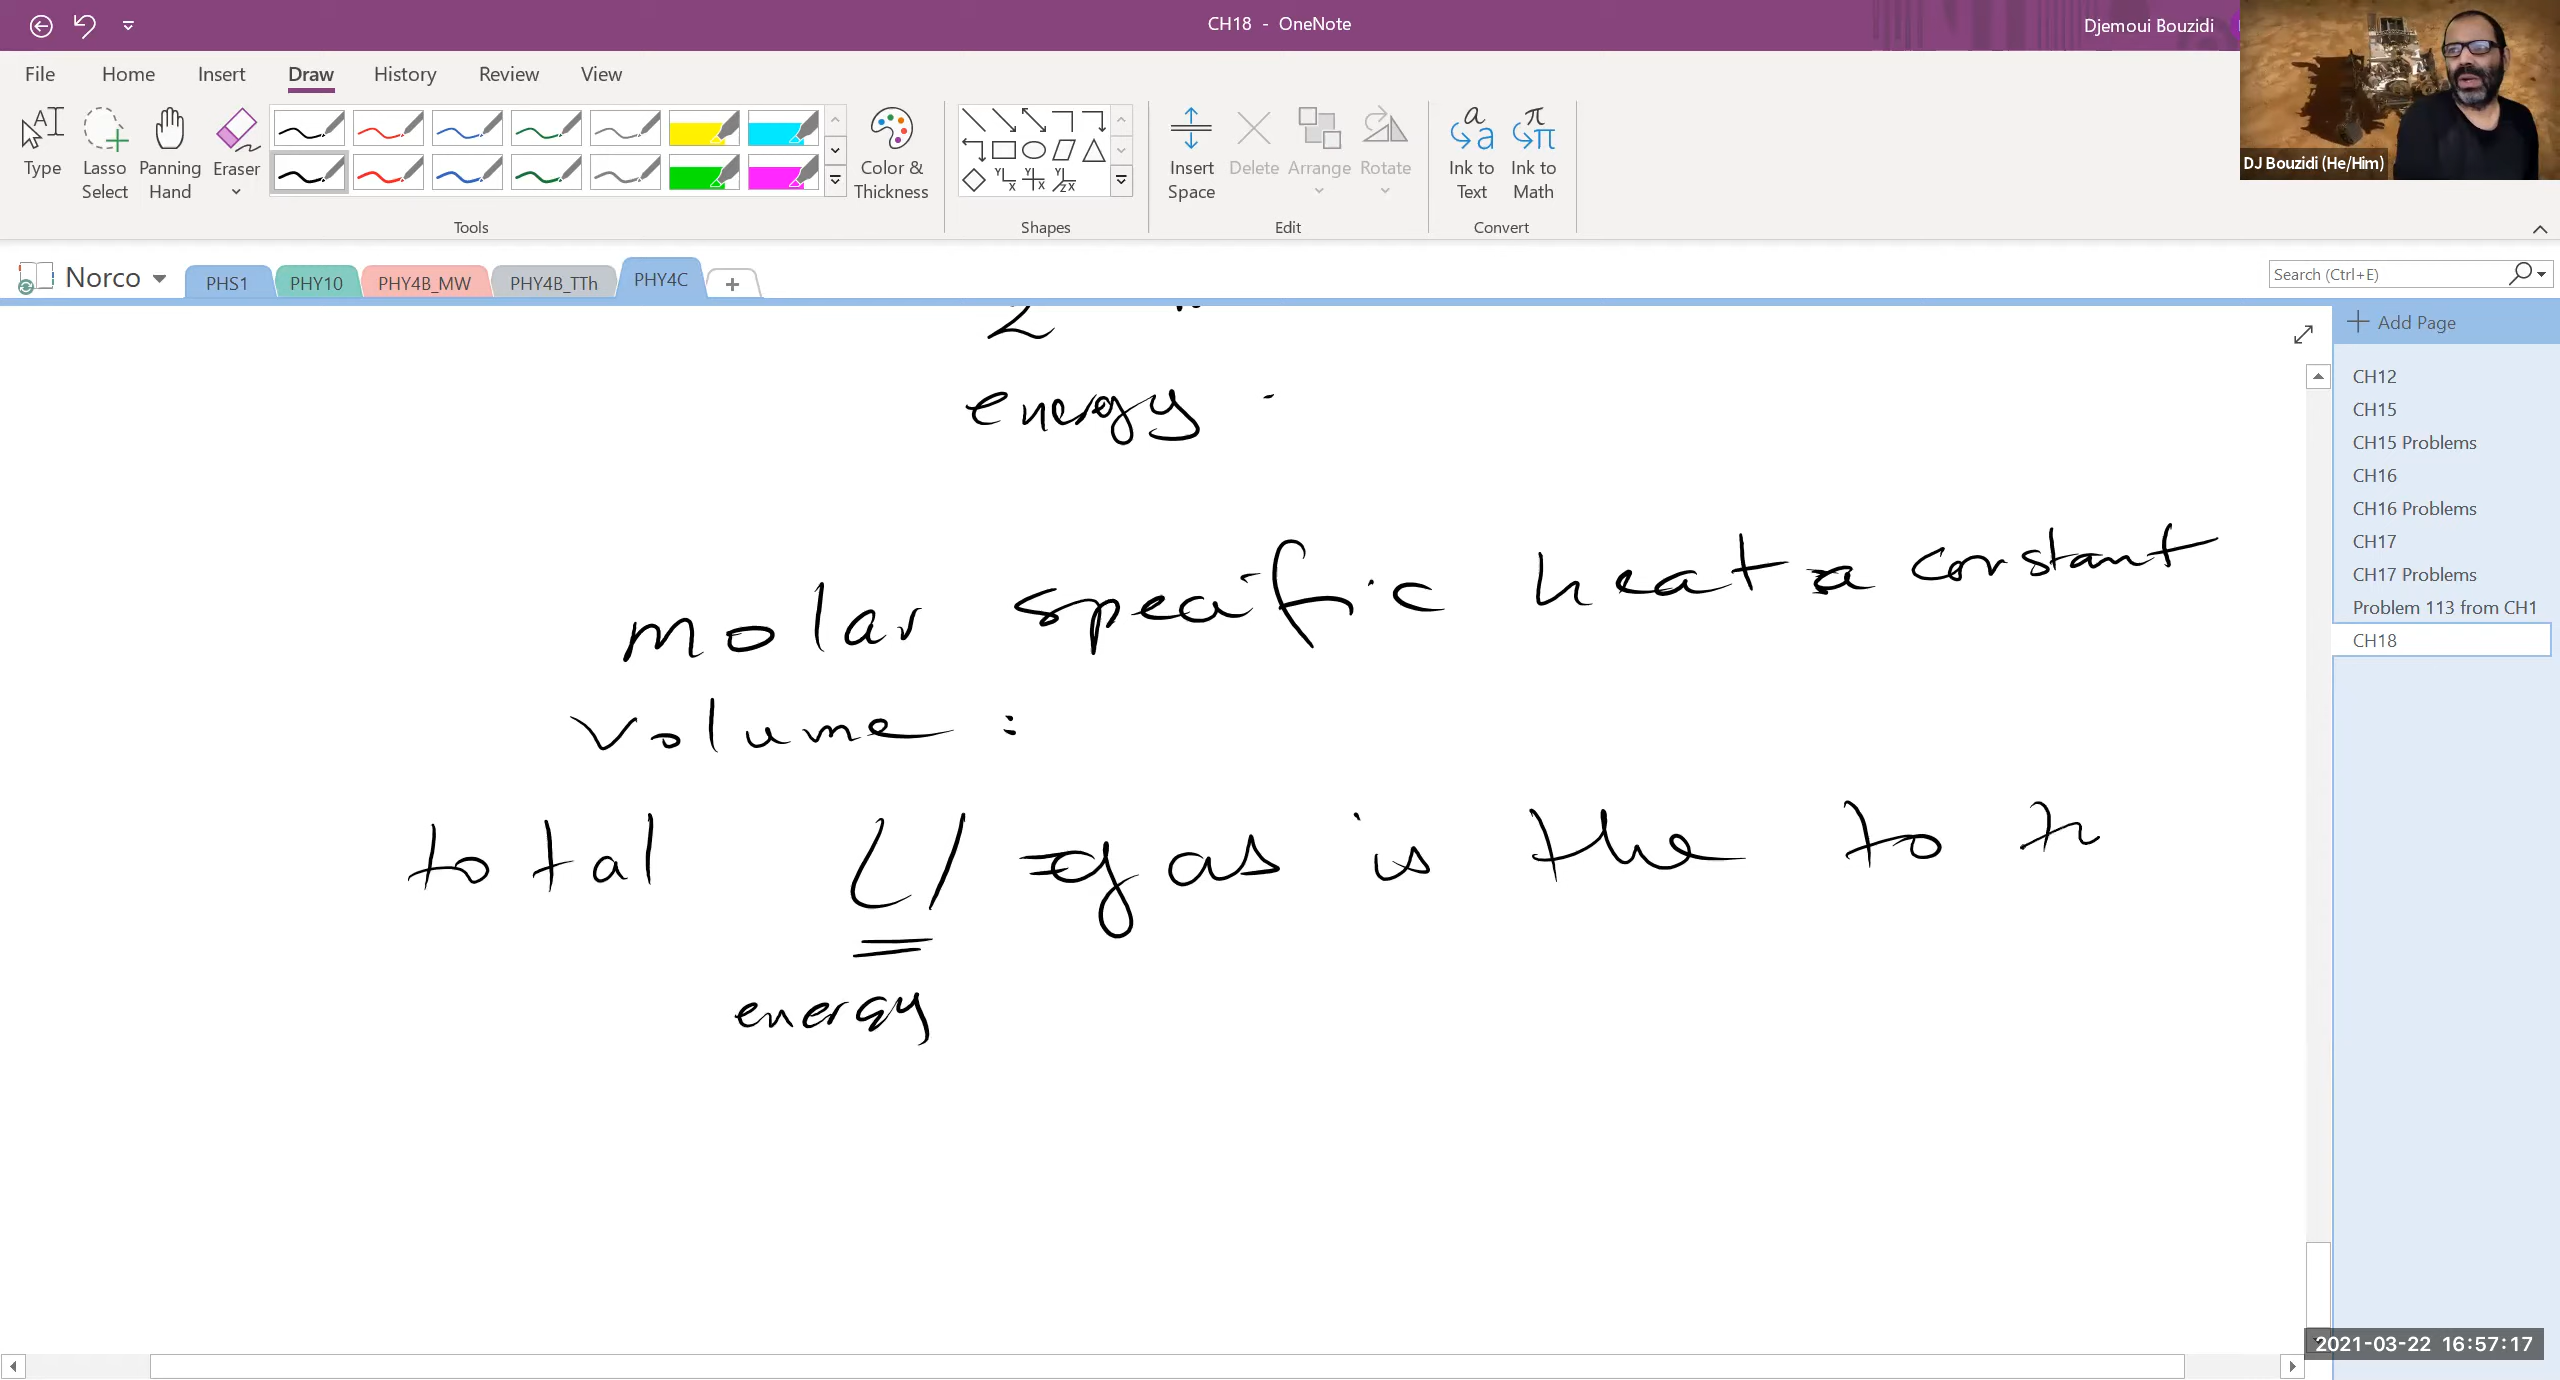 CH18 - OneNote
Djemoui Bouzidi
File Home Insert Draw History Review View
Type
Lasso Select
Panning Hand
Eraser
Color & Thickness
Insert Space
Delete
Arrange
Rotate
Ink to Text
Ink to Math
Tools
Shapes
Edit
Convert
DJ Bouzidi (He/Him)
Norco
PHS1 PHY10 PHY4B_MW PHY4B_TTh PHY4C
Search (Ctrl+E)
2
energy.
molar specific heat constant
volume :
total U gas is the to
energy
Add Page
CH12
CH15
CH15 Problems
CH16
CH16 Problems
CH17
CH17 Problems
Problem 113 from CH1
CH18
2021-03-22 16:57:17